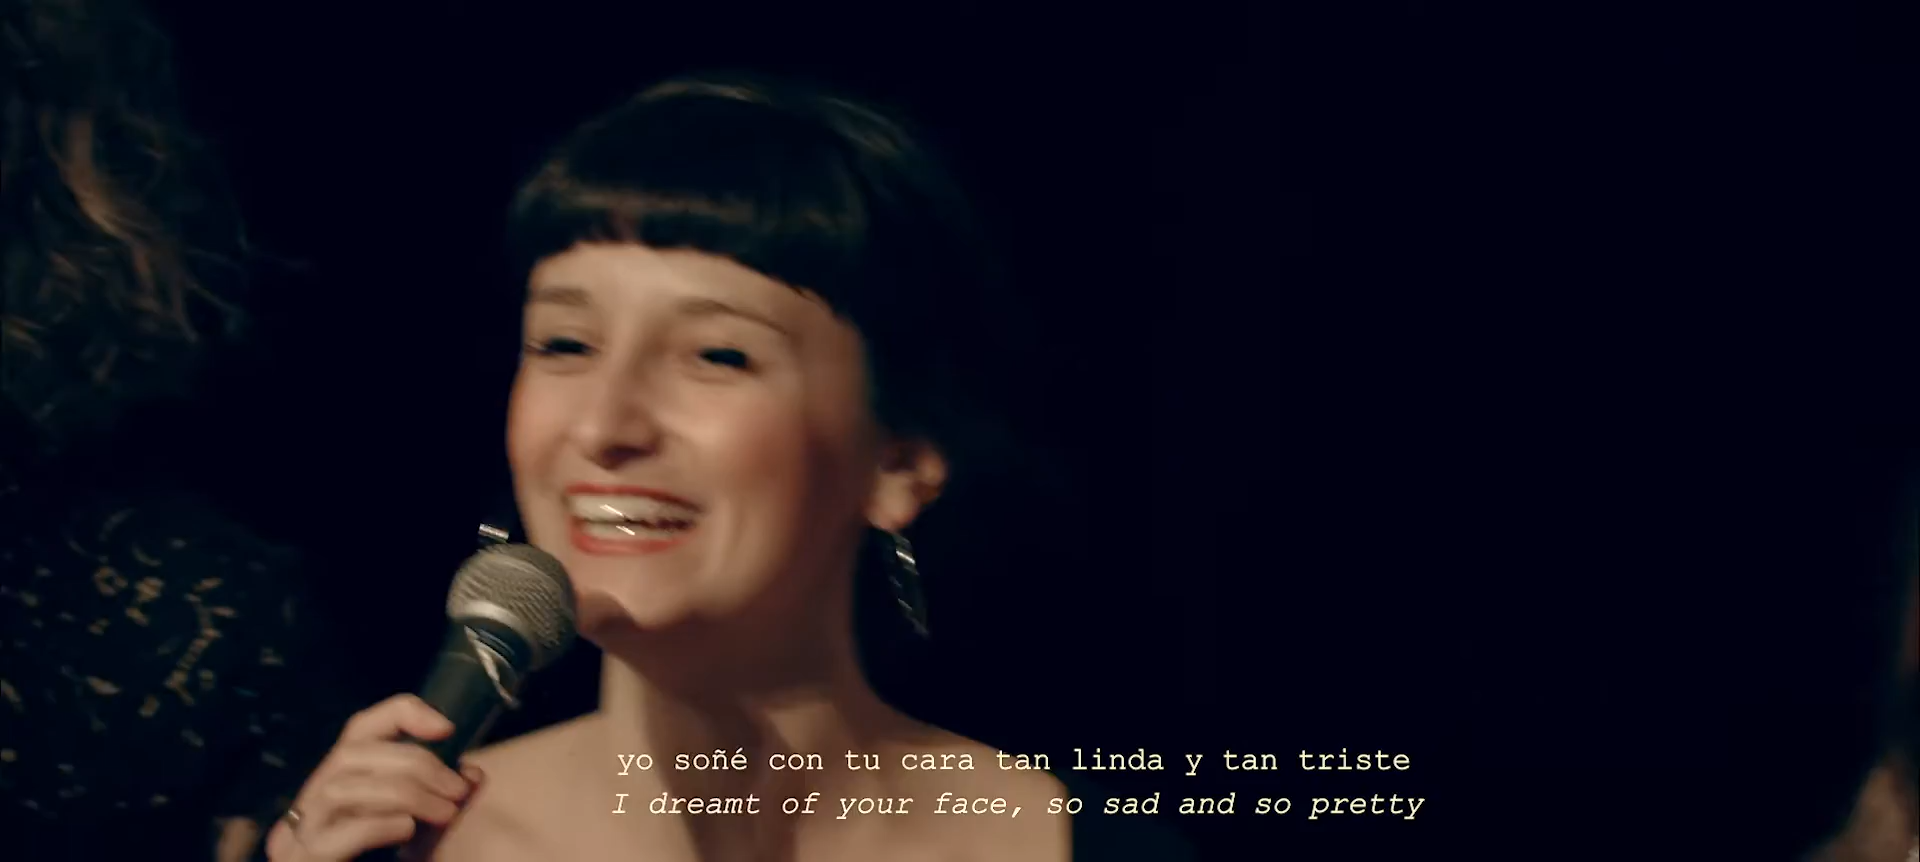 yo soñé con tu cara tan linda y tan triste
I dreamt of your face, so sad and so pretty